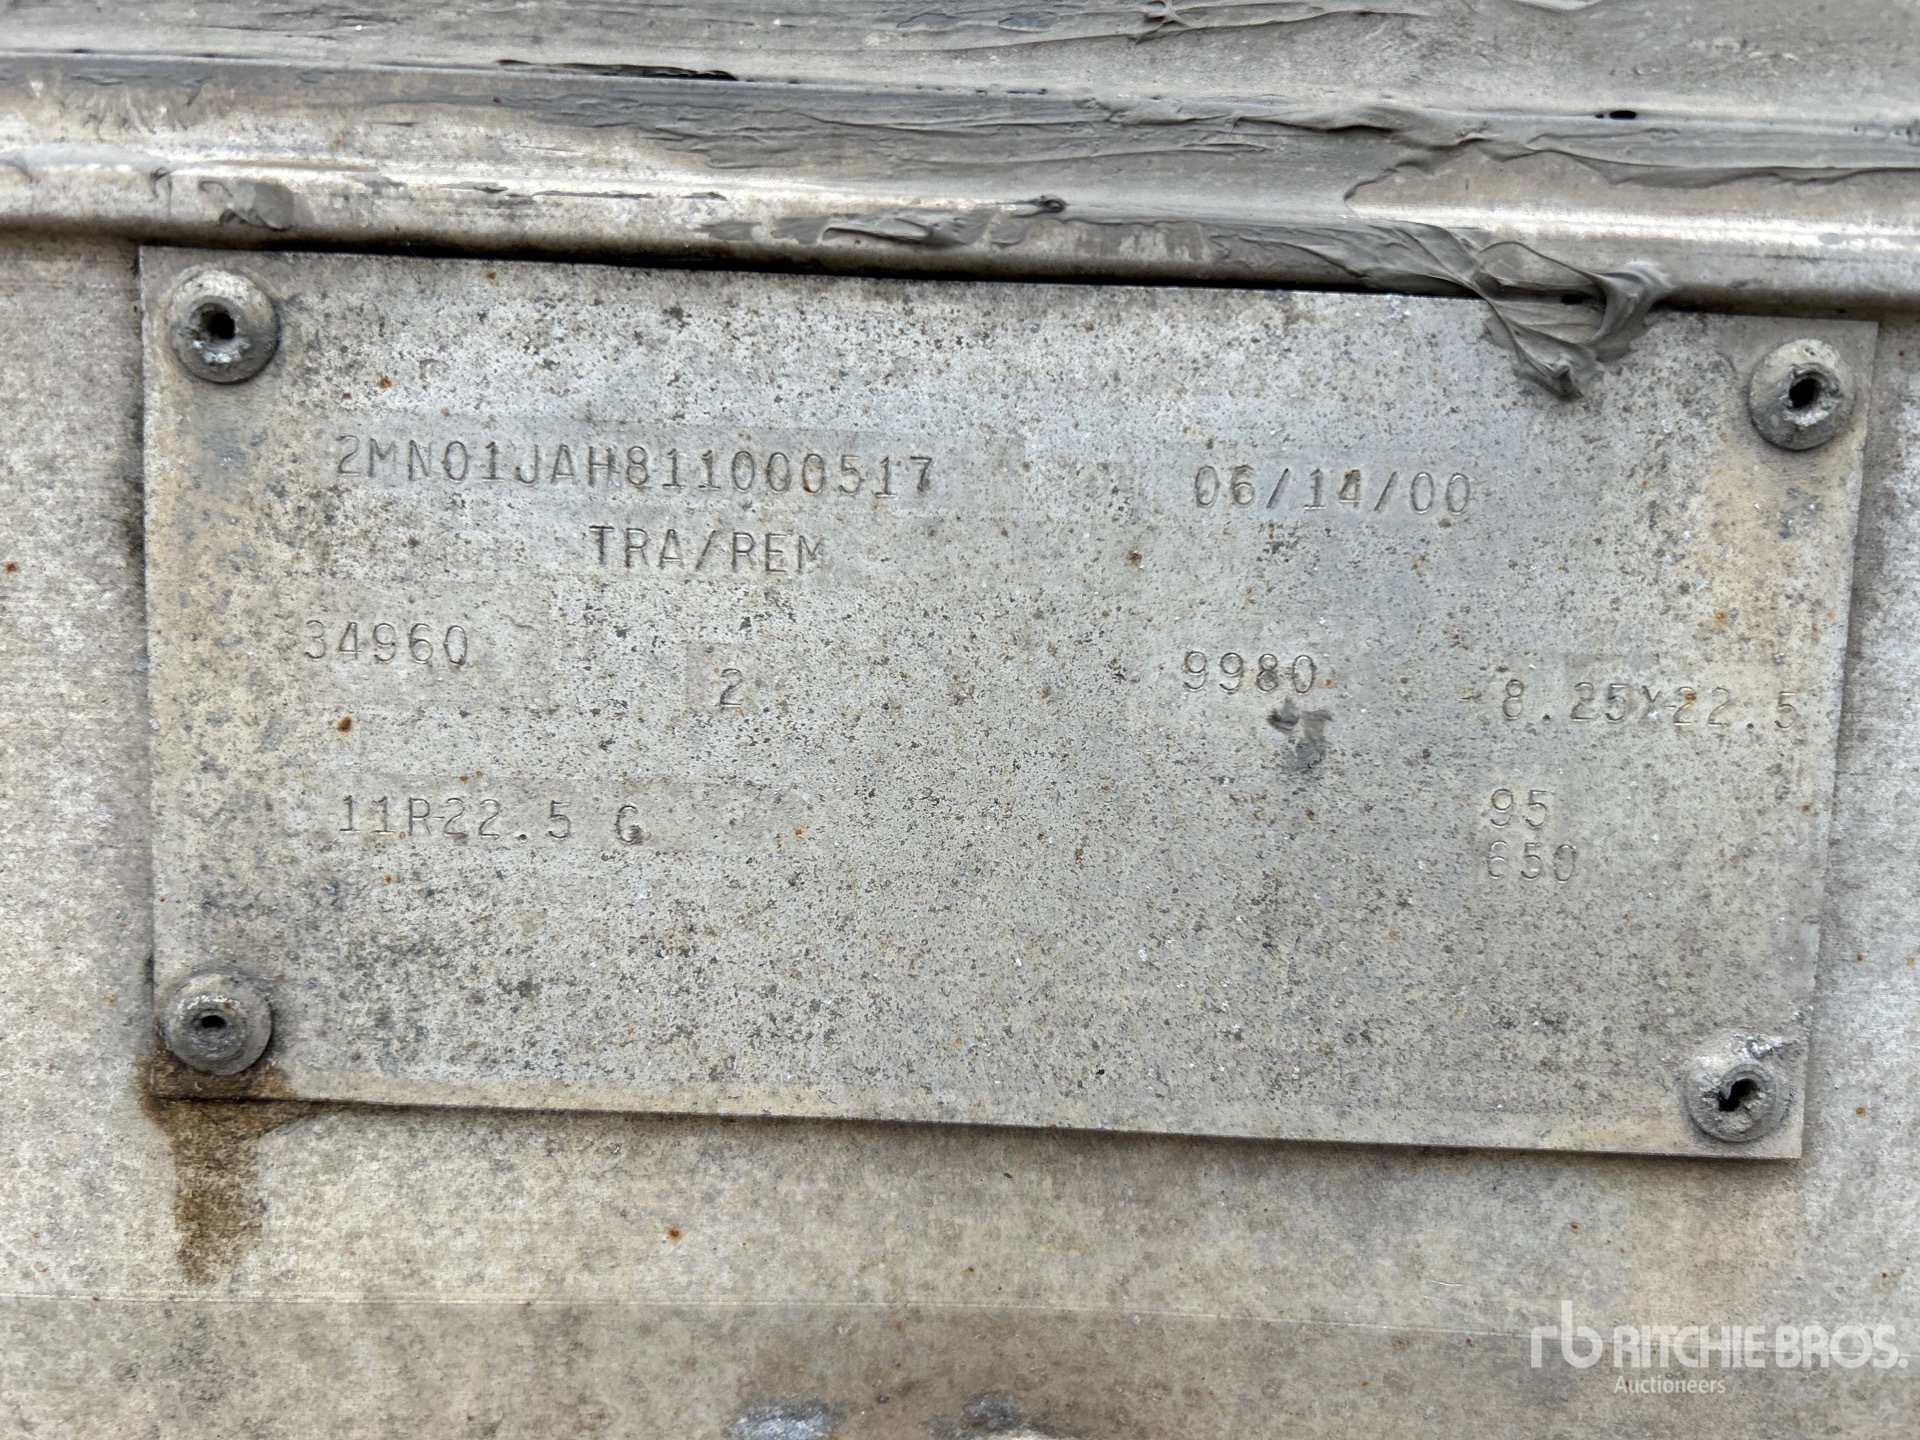 2MN01JAH811000517 06/14/00
TRA/REM
34960 2 9980 8.25X22.5
11R22.5 G 95
650
rb RITCHIE BROS.
Auctioneers